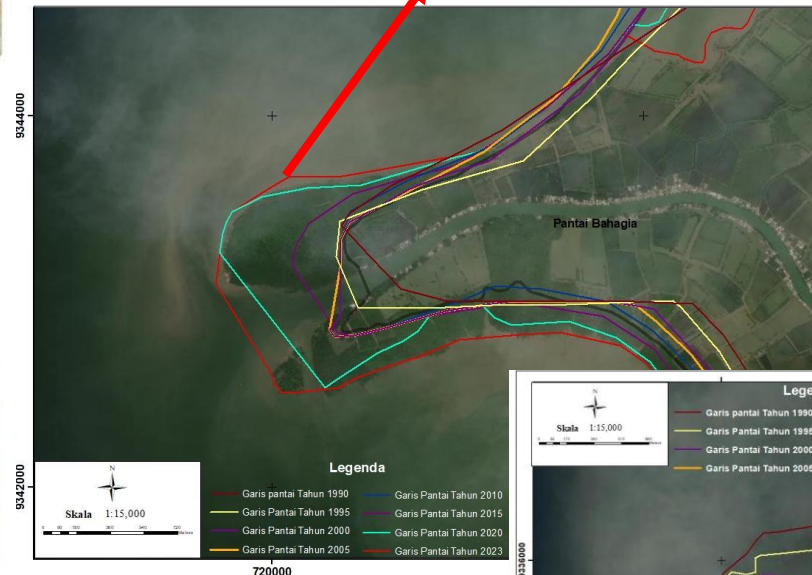 9344000
Pantai Bahagia
9342000
720000
N
Skala 1:15,000
Legenda
Garis pantai Tahun 1990
Garis Pantai Tahun 1995
Garis Pantai Tahun 2000
Garis Pantai Tahun 2005
Garis Pantai Tahun 2010
Garis Pantai Tahun 2015
Garis Pantai Tahun 2020
Garis Pantai Tahun 2023
N
Skala 1:15,000
Lege
Garis pantai Tahun 1990
Garis Pantai Tahun 1995
Garis Pantai Tahun 2000
Garis Pantai Tahun
9336000